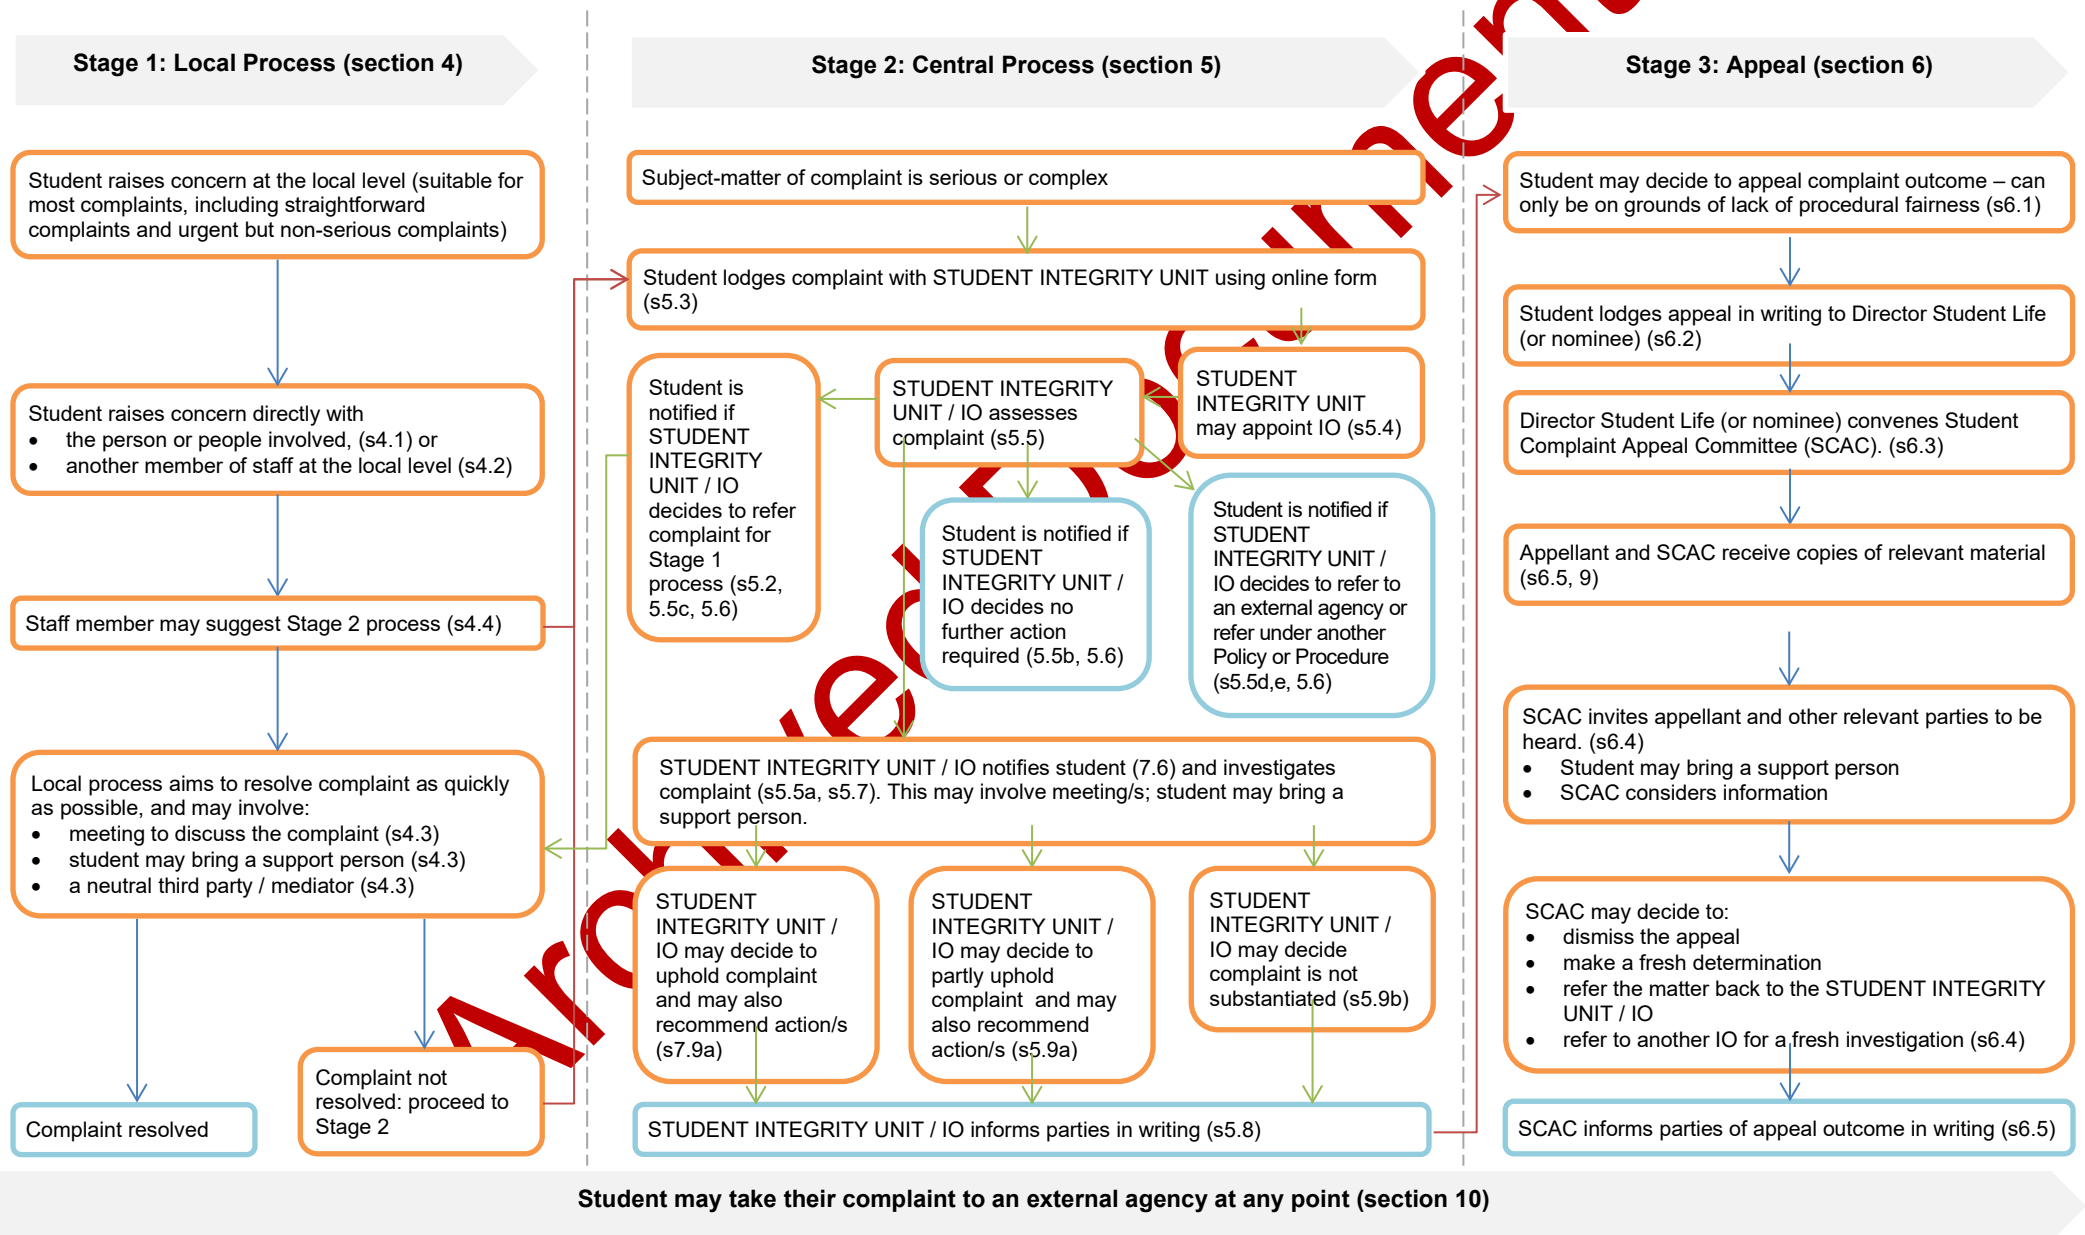 Stage 1: Local Process (section 4)
Student raises concern at the local level (suitable for
most complaints, including straightforward
complaints and urgent but non-serious complaints)
Student raises concern directly with
• the person or people involved, (s4.1) or
• another member of staff at the local level (s4.2)
Staff member may suggest Stage 2 process (s4.4)
Local process aims to resolve complaint as quickly
as possible, and may involve:
• meeting to discuss the complaint (s4.3)
• student may bring a support person (s4.3)
• a neutral third party / mediator (s4.3)
Complaint resolved
Complaint not
resolved: proceed to
Stage 2
Stage 2: Central Process (section 5)
Subject-matter of complaint is serious or complex
Student lodges complaint with STUDENT INTEGRITY UNIT using online form
(s5.3)
STUDENT
INTEGRITY UNIT
may appoint IO (s5.4)
STUDENT INTEGRITY
UNIT / IO assesses
complaint (s5.5)
Student is
notified if
STUDENT
INTEGRITY
UNIT / IO
decides to refer
complaint for
Stage 1
process (s5.2,
5.5c, 5.6)
Student is notified if
STUDENT
INTEGRITY UNIT /
IO decides no
further action
required (5.5b, 5.6)
Student is notified if
STUDENT
INTEGRITY UNIT /
IO decides to refer to
an external agency or
refer under another
Policy or Procedure
(s5.5d,e, 5.6)
STUDENT INTEGRITY UNIT / IO notifies student (7.6) and investigates
complaint (s5.5a, s5.7). This may involve meeting/s; student may bring a
support person.
STUDENT
INTEGRITY UNIT /
IO may decide to
uphold complaint
and may also
recommend action/s
(s7.9a)
STUDENT
INTEGRITY UNIT /
IO may decide to
partly uphold
complaint and may
also recommend
action/s (s5.9a)
STUDENT
INTEGRITY UNIT /
IO may decide
complaint is not
substantiated (s5.9b)
STUDENT INTEGRITY UNIT / IO informs parties in writing (s5.8)
Stage 3: Appeal (section 6)
Student may decide to appeal complaint outcome – can
only be on grounds of lack of procedural fairness (s6.1)
Student lodges appeal in writing to Director Student Life
(or nominee) (s6.2)
Director Student Life (or nominee) convenes Student
Complaint Appeal Committee (SCAC). (s6.3)
Appellant and SCAC receive copies of relevant material
(s6.5, 9)
SCAC invites appellant and other relevant parties to be
heard. (s6.4)
• Student may bring a support person
• SCAC considers information
SCAC may decide to:
• dismiss the appeal
• make a fresh determination
• refer the matter back to the STUDENT INTEGRITY
UNIT / IO
• refer to another IO for a fresh investigation (s6.4)
SCAC informs parties of appeal outcome in writing (s6.5)
Student may take their complaint to an external agency at any point (section 10)
Archived Document